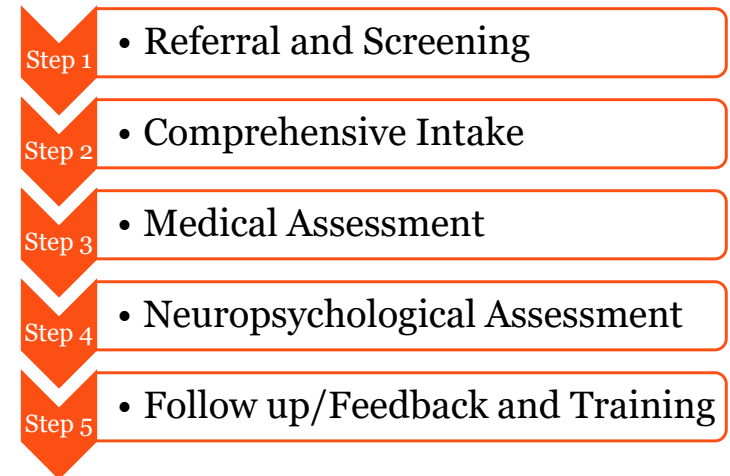 Step 1
• Referral and Screening
Step 2
• Comprehensive Intake
Step 3
• Medical Assessment
Step 4
• Neuropsychological Assessment
Step 5
• Follow up/Feedback and Training